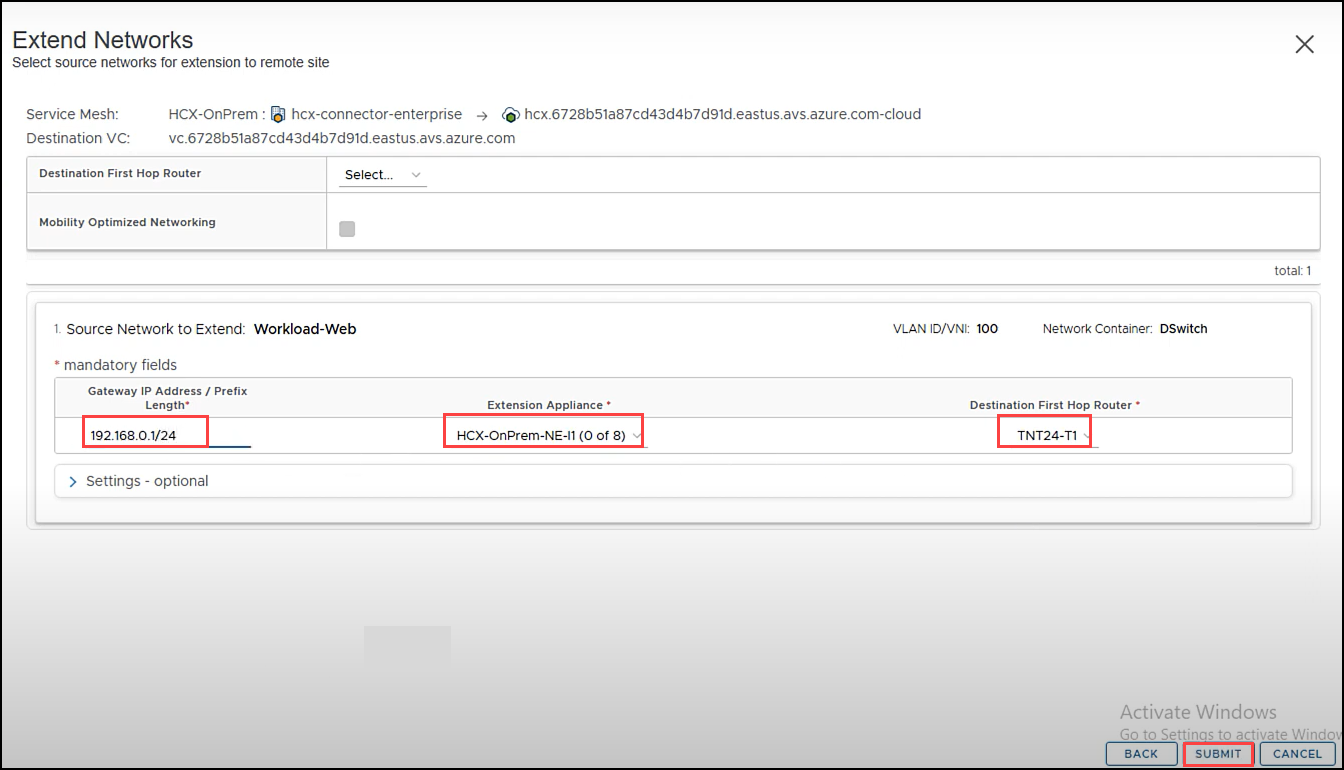 Extend Networks
Select source networks for extension to remote site
Service Mesh: HCX-OnPrem : hcx-connector-enterprise → hcx.6728b51a87cd43d4b7d91d.eastus.avs.azure.com-cloud
Destination VC: vc.6728b51a87cd43d4b7d91d.eastus.avs.azure.com
Destination First Hop Router Select...
Mobility Optimized Networking
total: 1
1. Source Network to Extend: Workload-Web VLAN ID/VNI: 100 Network Container: DSwitch
* mandatory fields
Gateway IP Address / Prefix
Length* Extension Appliance * Destination First Hop Router *
192.168.0.1/24 HCX-OnPrem-NE-I1 (0 of 8) TNT24-T1
Settings - optional
Activate Windows
Go to Settings to activate Window
BACK SUBMIT CANCEL